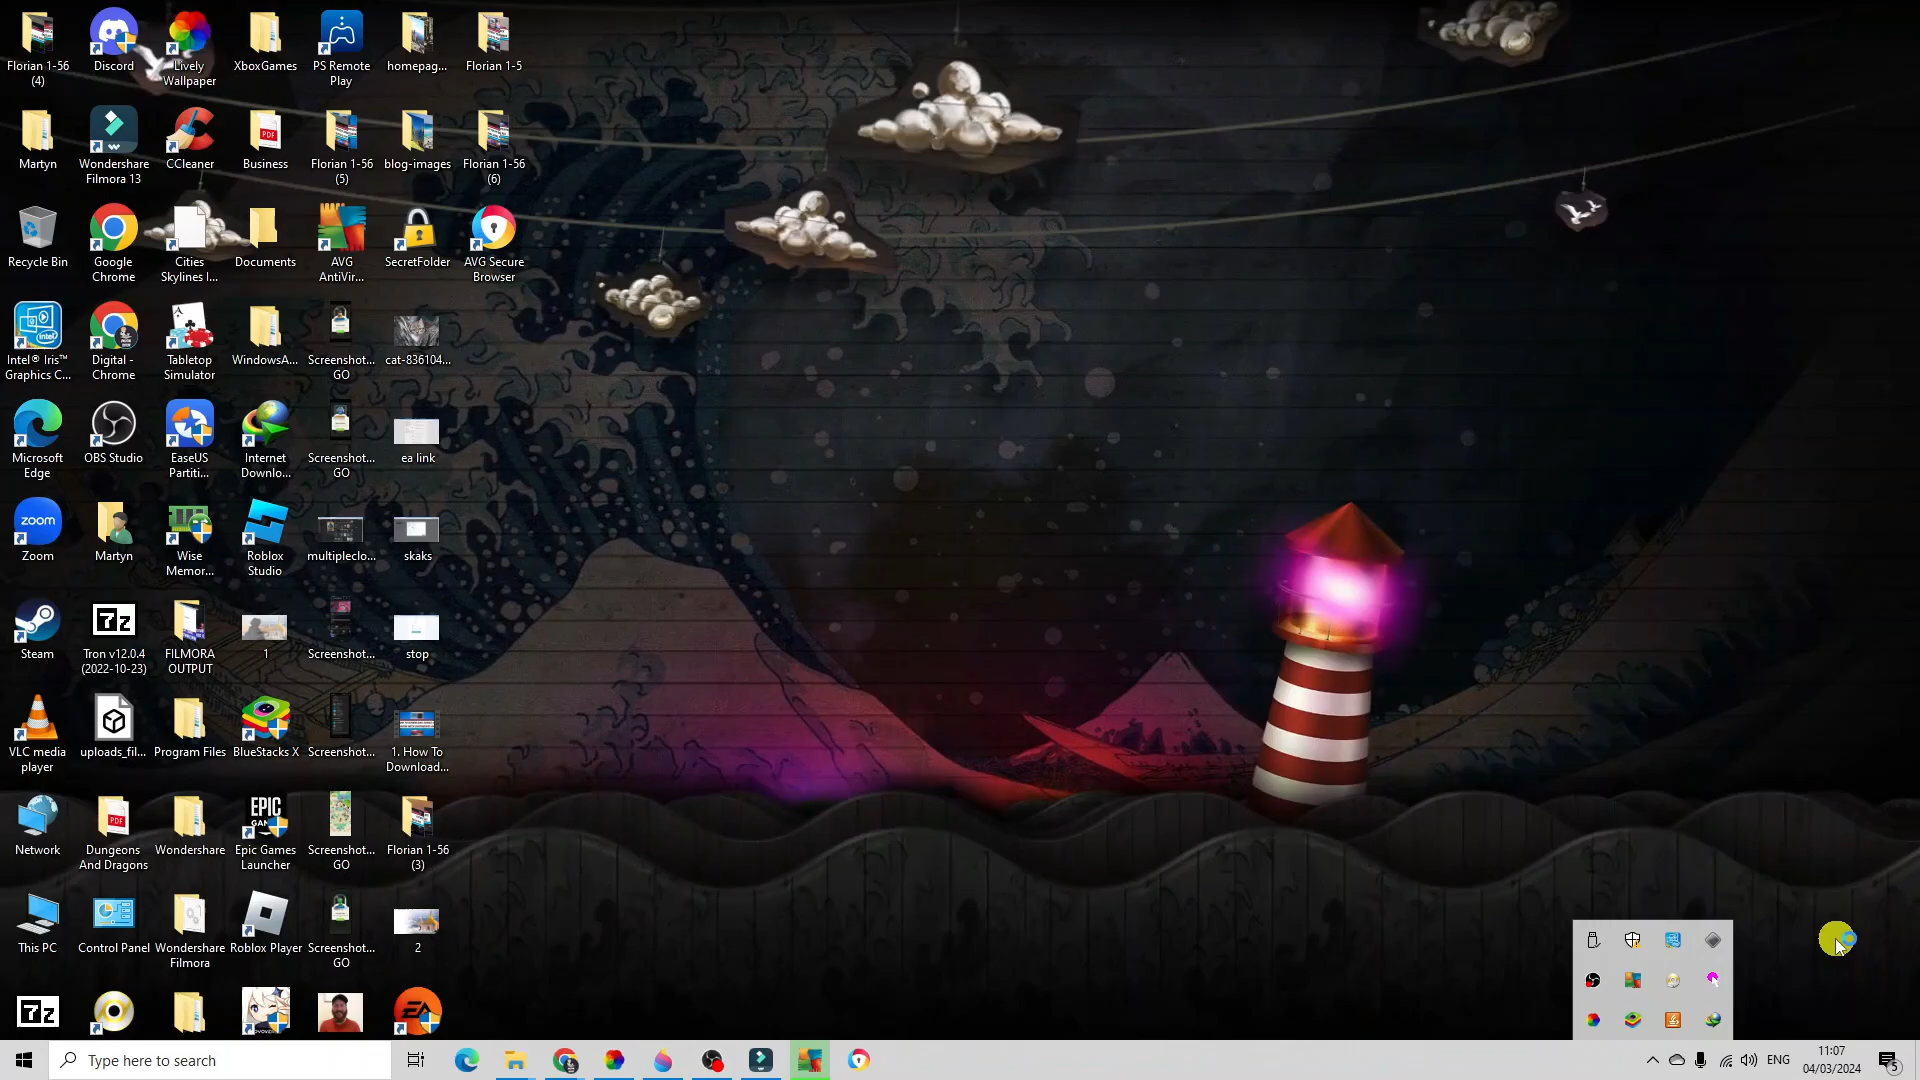 Florian 1-56
(4)
Discord
Lively
Wallpaper
XboxGames
PS Remote
Play
homepag...
Florian 1-5
Martyn
Wondershare
Filmora 13
CCleaner
Business
Florian 1-56
(5)
blog-images
Florian 1-56
(6)
Recycle Bin
Google
Chrome
Cities
Skylines I...
Documents
AVG
AntiVir...
SecretFolder
AVG Secure
Browser
Intel® Iris™
Graphics C...
Digital -
Chrome
Tabletop
Simulator
WindowsA...
Screenshot...
GO
cat-836104...
Microsoft
Edge
OBS Studio
EaseUS
Partiti...
Internet
Downlo...
Screenshot...
GO
ea link
zoom
Zoom
Martyn
Wise
Memor...
Roblox
Studio
multipleclo...
skaks
Steam
7z
Tron v12.0.4
(2022-10-23)
FILMORA
OUTPUT
1
Screenshot...
stop
VLC media
player
uploads_fil...
Program Files
BlueStacks X
Screenshot...
1. How To
Download...
Network
PDF
Dungeons
And Dragons
Wondershare
EPIC
Epic Games
Launcher
Screenshot...
GO
Florian 1-56
(3)
This PC
Control Panel
Wondershare
Filmora
Roblox Player
Screenshot...
GO
2
7z
EA
Type here to search
ENG
11:07
04/03/2024
5